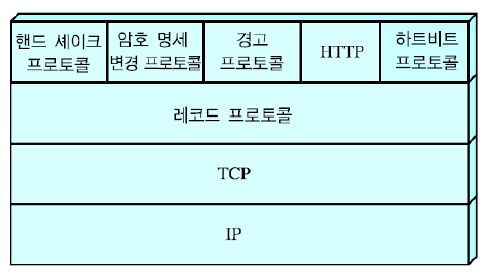 핸드 셰이크
프로토콜
암호 명세
변경 프로토콜
경고
프로토콜
HTTP
하트비트
프로토콜
레코드 프로토콜
TCP
IP